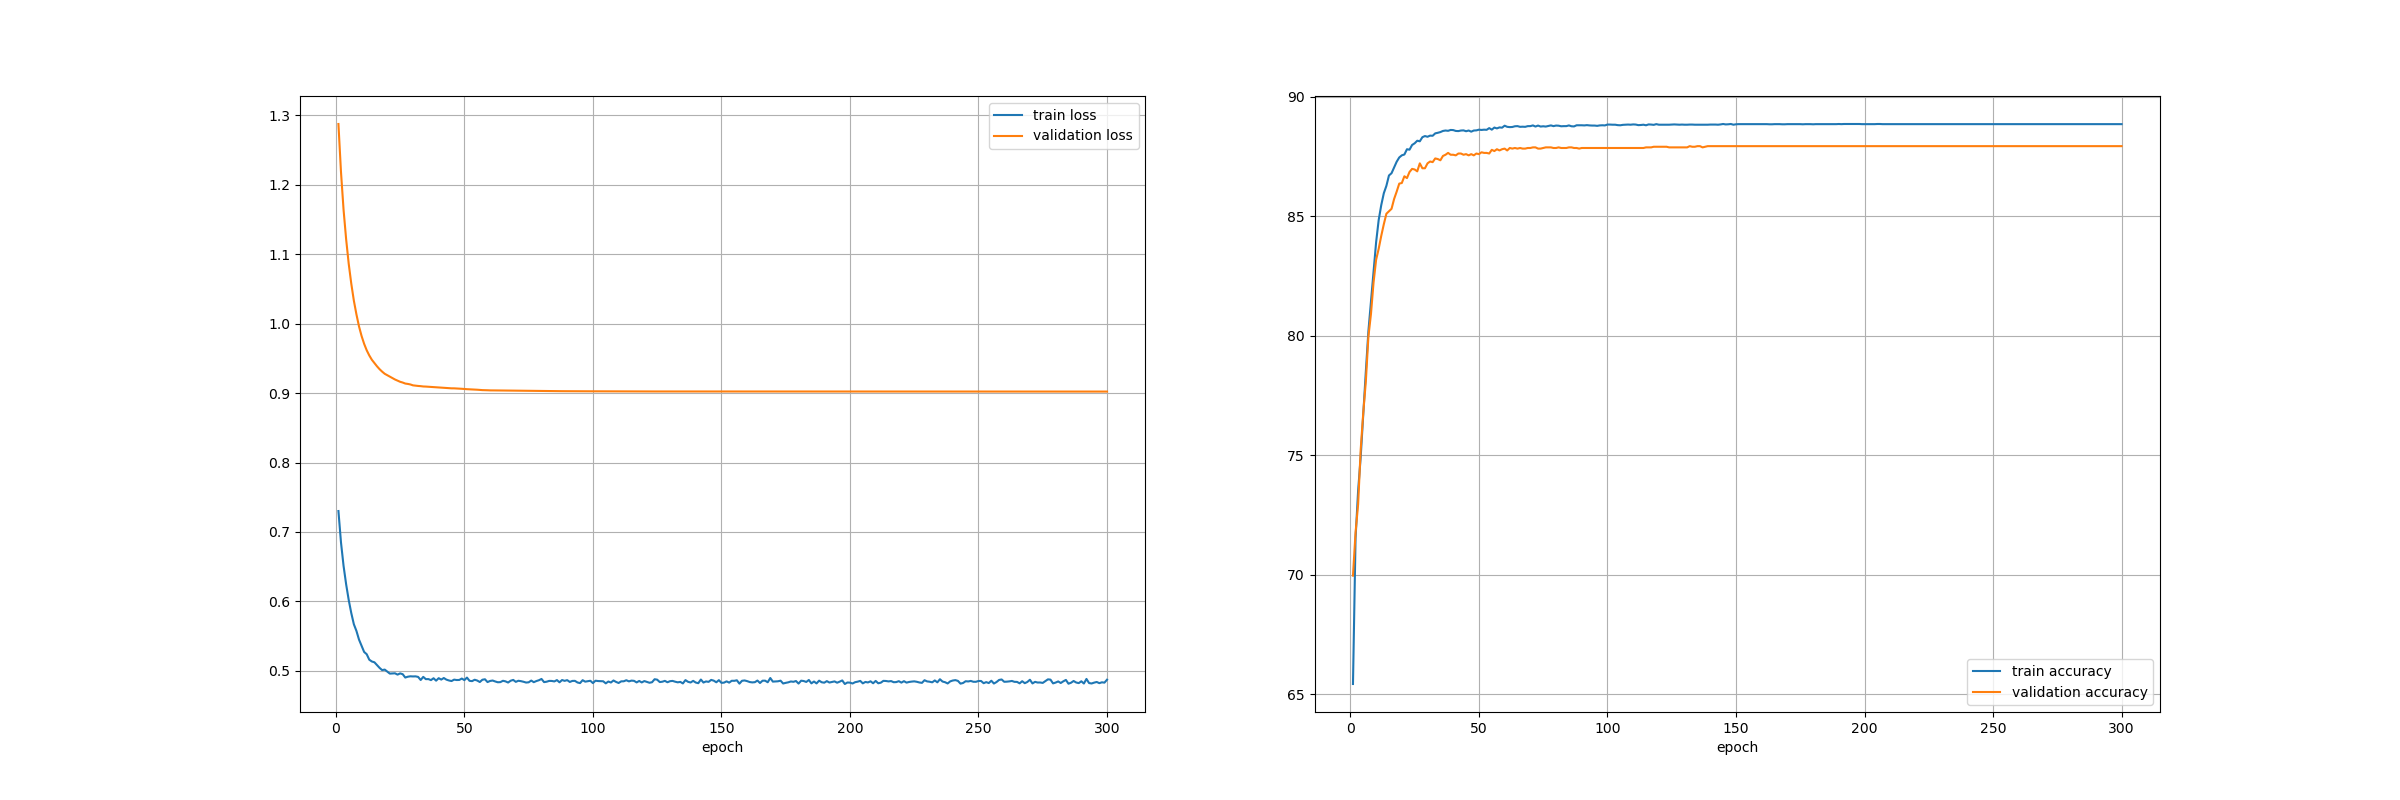 1.3
1.2
1.1
1.0
0.9
0.8
0.7
0.6
0.5
0 50 100 150 200 250 300
epoch
train loss
validation loss
90
85
80
75
70
65
0 50 100 150 200 250 300
epoch
train accuracy
validation accuracy